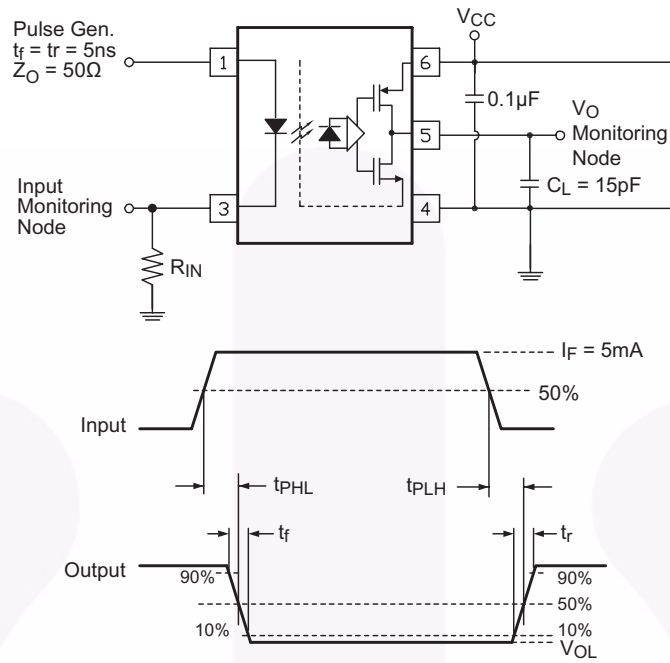 Pulse Gen.
tf = tr = 5ns
ZO = 50Ω
1
VCC
6
0.1µF
VO
Monitoring
Node
5
CL = 15pF
Input
Monitoring
Node
3
4
RIN
IF = 5mA
50%
Input
tPHL
tPLH
tf
tr
Output
90%
90%
50%
10%
10%
VOL